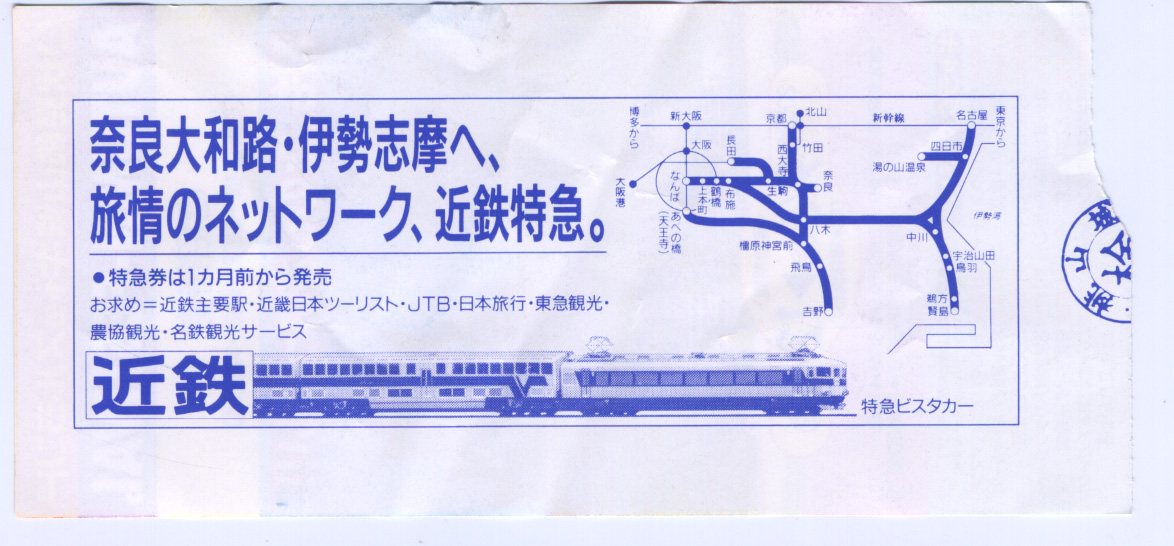 奈良大和路・伊勢志摩へ、
旅情のネットワーク、近鉄特急。
●特急券は1カ月前から発売
お求め＝近鉄主要駅・近畿日本ツーリスト・JTB・日本旅行・東急観光・
農協観光・名鉄観光サービス
近鉄
特急ビスタカー
博多から
新大阪
京都
北山
新幹線
名古屋
東京から
大阪
長田
西大寺
竹田
四日市
湯の山温泉
大阪港
なんば
上本町
鶴橋
布施
生駒
奈良
あべの橋
(天王寺)
八木
中川
伊勢湾
橿原神宮前
宇治山田
鳥羽
飛鳥
吉野
鵜方
賢島
山